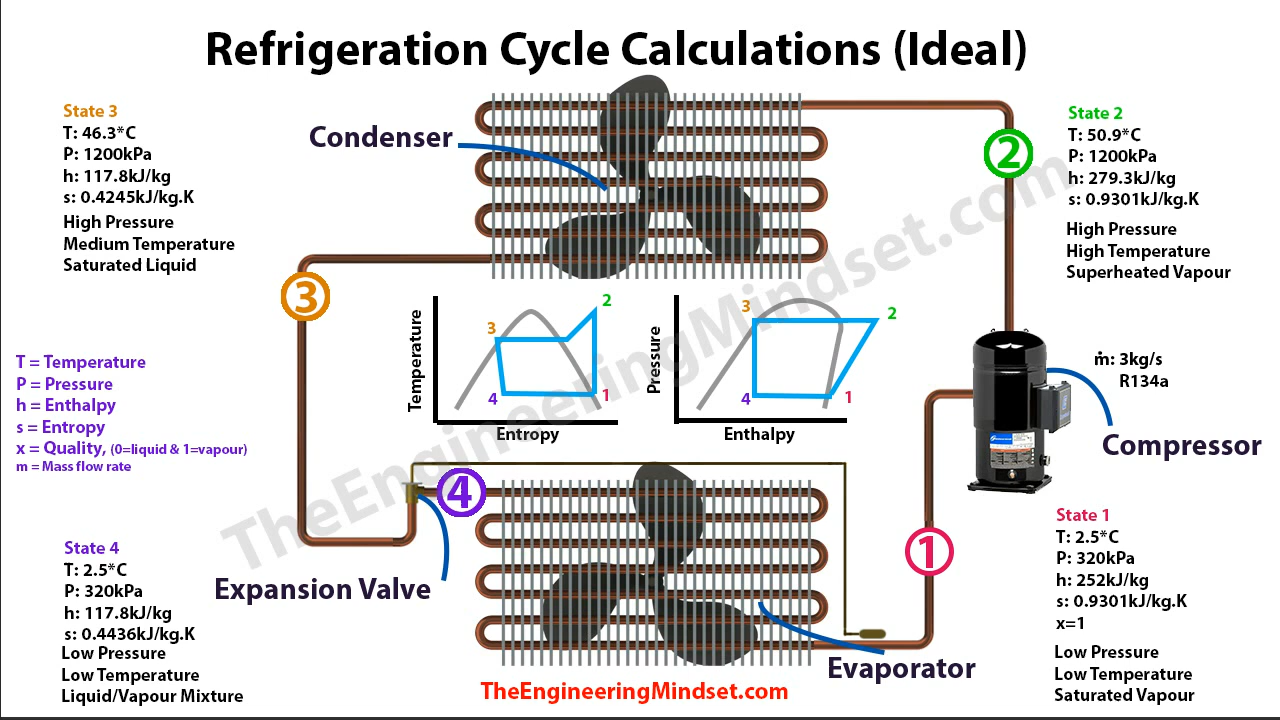 Refrigeration Cycle Calculations (Ideal)
State 3
T: 46.3*C
P: 1200kPa
h: 117.8kJ/kg
s: 0.4245kJ/kg.K
High Pressure
Medium Temperature
Saturated Liquid
Condenser
State 2
T: 50.9*C
P: 1200kPa
h: 279.3kJ/kg
s: 0.9301kJ/kg.K
High Pressure
High Temperature
Superheated Vapour
2
3
Temperature
Entropy
2
3
4
1
Pressure
Enthalpy
3
2
4
1
ṁ: 3kg/s
R134a
Compressor
T = Temperature
P = Pressure
h = Enthalpy
s = Entropy
x = Quality, (0=liquid & 1=vapour)
m = Mass flow rate
TheEngineeringMindset.com
4
1
State 4
T: 2.5*C
P: 320kPa
h: 117.8kJ/kg
s: 0.4436kJ/kg.K
Low Pressure
Low Temperature
Liquid/Vapour Mixture
Expansion Valve
State 1
T: 2.5*C
P: 320kPa
h: 252kJ/kg
s: 0.9301kJ/kg.K
x=1
Low Pressure
Low Temperature
Saturated Vapour
Evaporator
TheEngineeringMindset.com